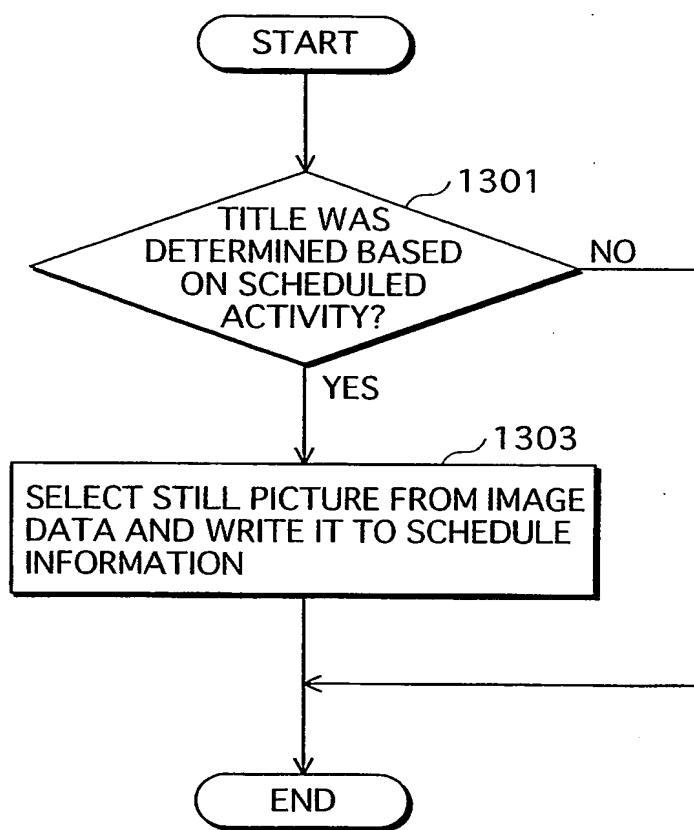 START
1301
TITLE WAS
DETERMINED BASED
ON SCHEDULED
ACTIVITY?
NO
YES
1303
SELECT STILL PICTURE FROM IMAGE
DATA AND WRITE IT TO SCHEDULE
INFORMATION
END